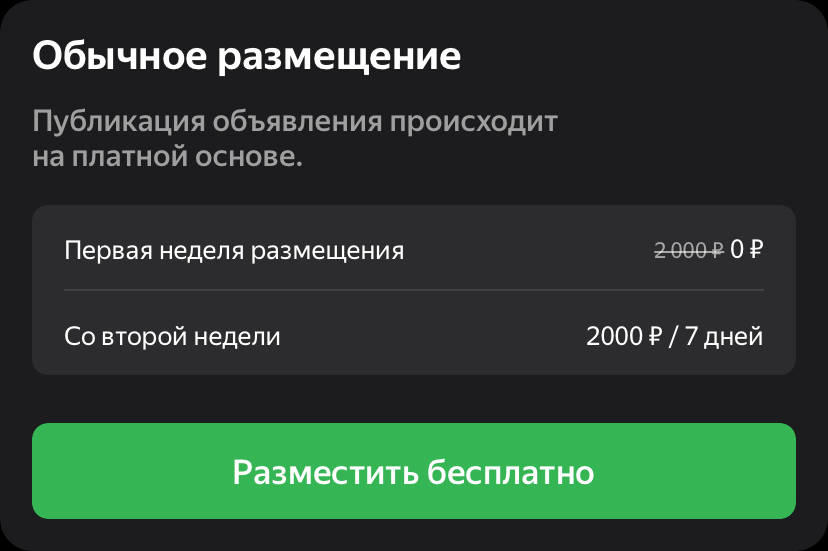 Обычное размещение
Публикация объявления происходит
на платной основе.
Первая неделя размещения 2 000 ₽ 0 ₽
Со второй недели 2000 ₽ / 7 дней
Разместить бесплатно